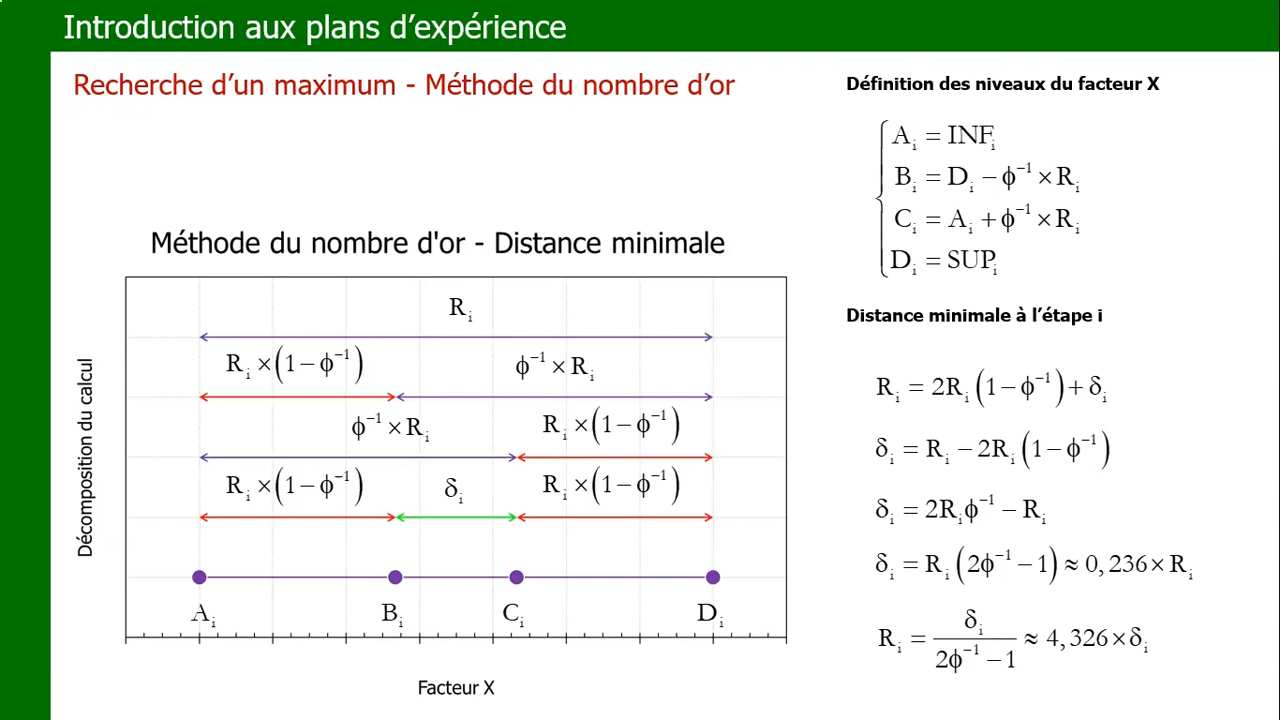 Introduction aux plans d’expérience
Recherche d’un maximum - Méthode du nombre d’or
Méthode du nombre d'or - Distance minimale
Rᵢ
Rᵢ × (1 − ϕ⁻¹)
ϕ⁻¹ × Rᵢ
ϕ⁻¹ × Rᵢ
Rᵢ × (1 − ϕ⁻¹)
Rᵢ × (1 − ϕ⁻¹)
δᵢ
Rᵢ × (1 − ϕ⁻¹)
Aᵢ
Bᵢ
Cᵢ
Dᵢ
Décomposition du calcul
Facteur X
Définition des niveaux du facteur X
Aᵢ = INFᵢ
Bᵢ = Dᵢ − ϕ⁻¹ × Rᵢ
Cᵢ = Aᵢ + ϕ⁻¹ × Rᵢ
Dᵢ = SUPᵢ
Distance minimale à l’étape i
Rᵢ = 2Rᵢ (1 − ϕ⁻¹) + δᵢ
δᵢ = Rᵢ − 2Rᵢ (1 − ϕ⁻¹)
δᵢ = 2Rᵢϕ⁻¹ − Rᵢ
δᵢ = Rᵢ (2ϕ⁻¹ − 1) ≈ 0,236 × Rᵢ
Rᵢ = δᵢ / (2ϕ⁻¹ − 1) ≈ 4,326 × δᵢ